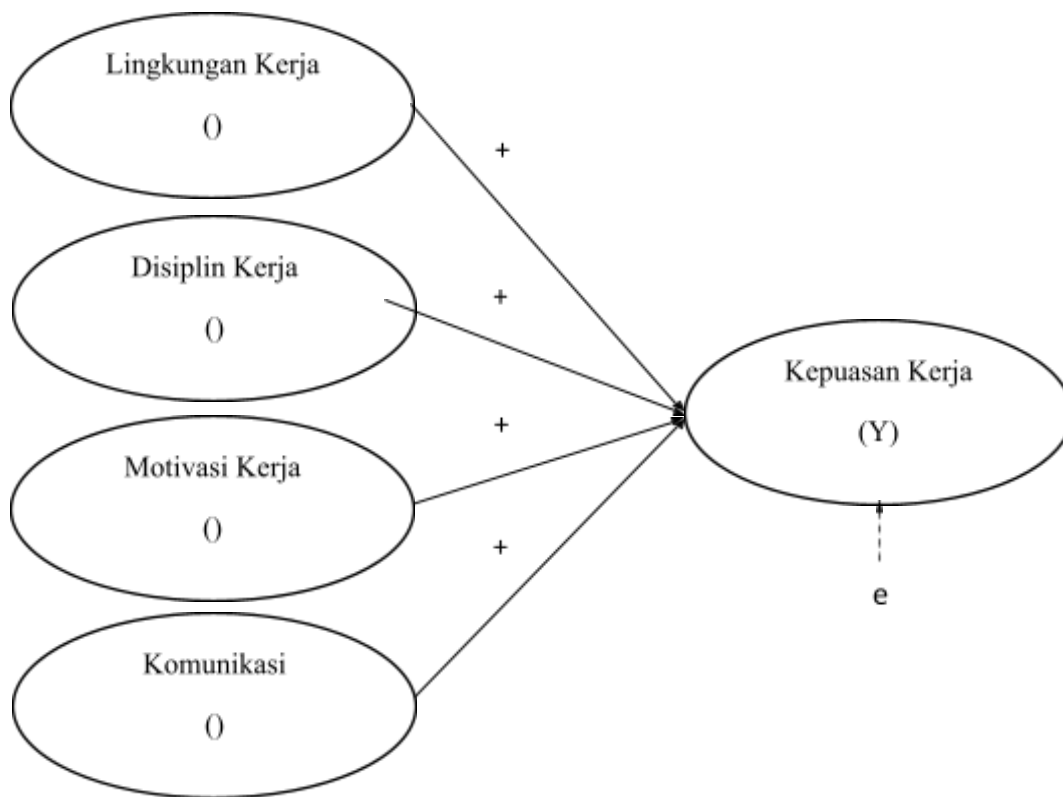 Lingkungan Kerja
()
+
Disiplin Kerja
()
+
Motivasi Kerja
()
+
Komunikasi
()
+
Kepuasan Kerja
(Y)
e